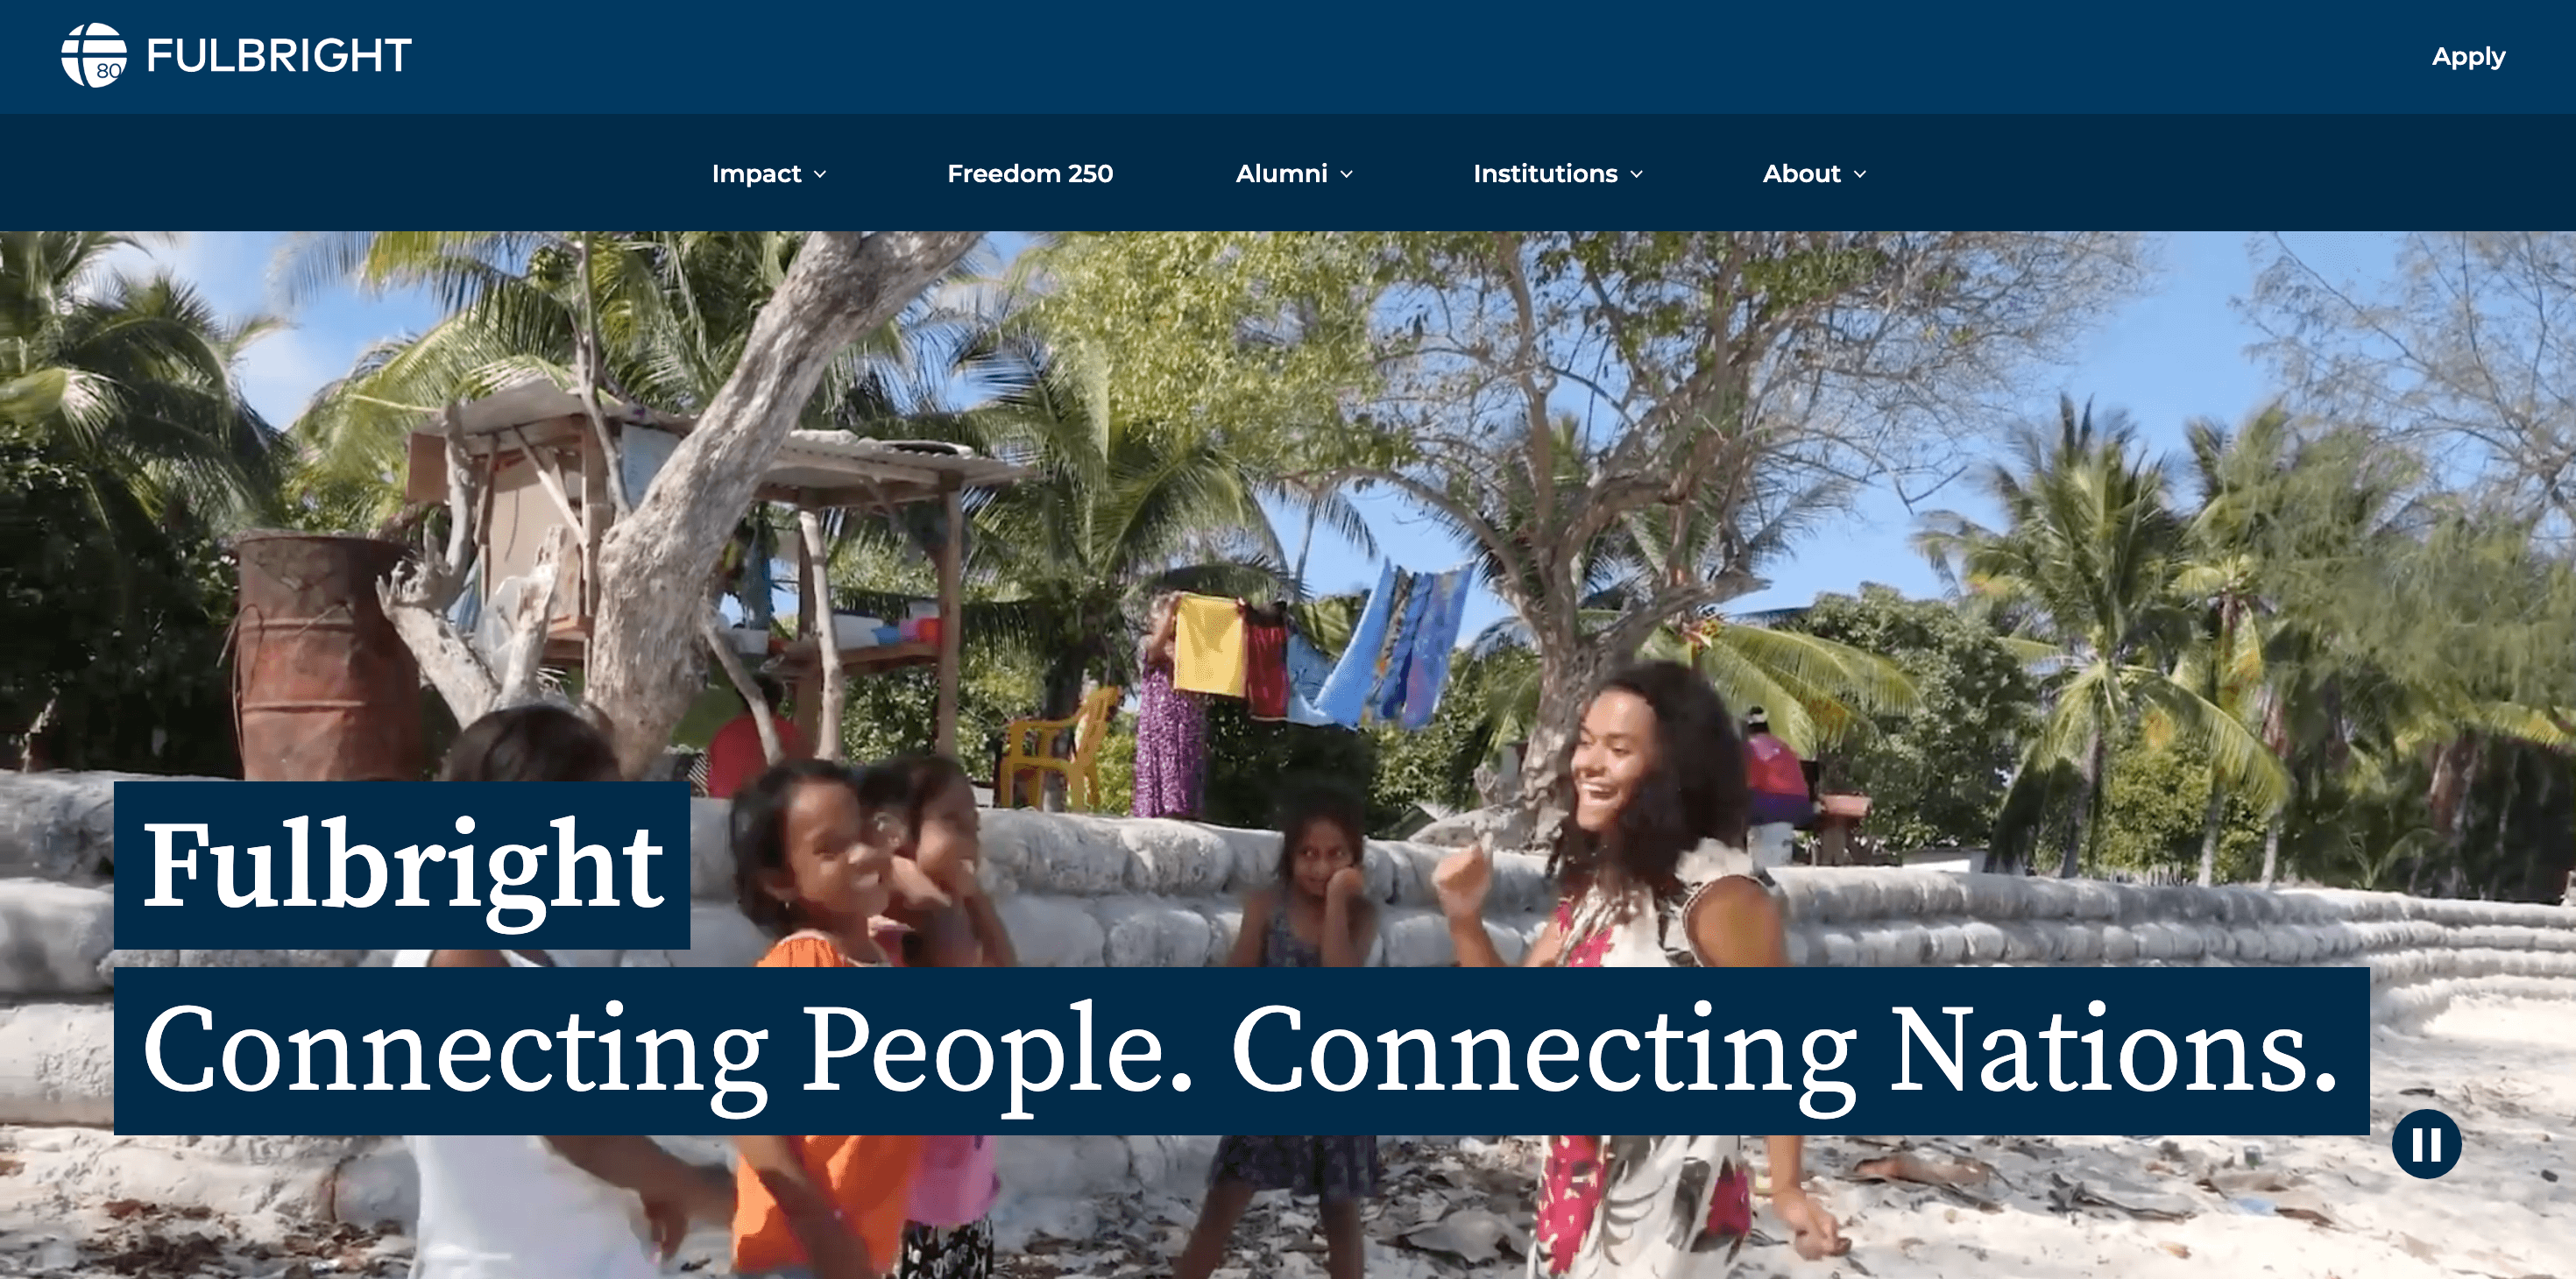 80 FULBRIGHT
Apply
Impact Freedom 250 Alumni Institutions About
Fulbright
Connecting People. Connecting Nations.